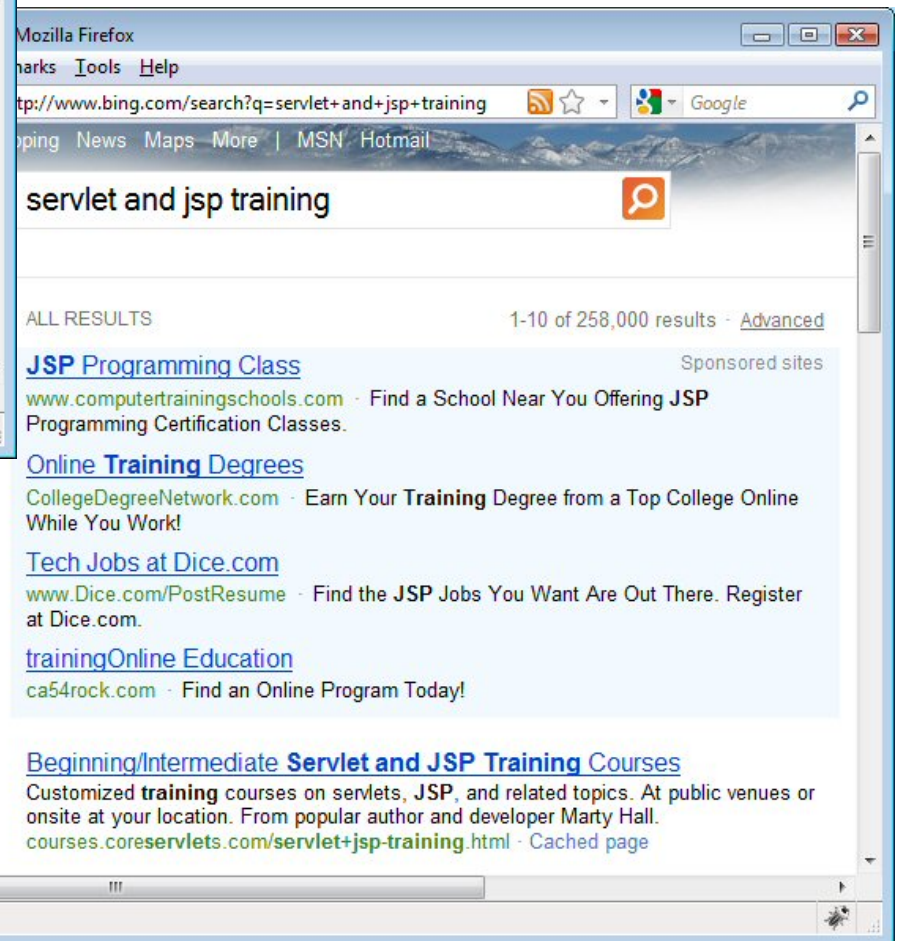 Mozilla Firefox
Tools Help
tp://www.bing.com/search?q=servlet+and+jsp+training Google
News Maps More | MSN Hotmail
servlet and jsp training
ALL RESULTS 1-10 of 258,000 results · Advanced
JSP Programming Class Sponsored sites
www.computertrainingschools.com · Find a School Near You Offering JSP
Programming Certification Classes.
Online Training Degrees
CollegeDegreeNetwork.com · Earn Your Training Degree from a Top College Online
While You Work!
Tech Jobs at Dice.com
www.Dice.com/PostResume · Find the JSP Jobs You Want Are Out There. Register
at Dice.com.
trainingOnline Education
ca54rock.com · Find an Online Program Today!
Beginning/Intermediate Servlet and JSP Training Courses
Customized training courses on servlets, JSP, and related topics. At public venues or
onsite at your location. From popular author and developer Marty Hall.
courses.coreservlets.com/servlet+jsp-training.html · Cached page